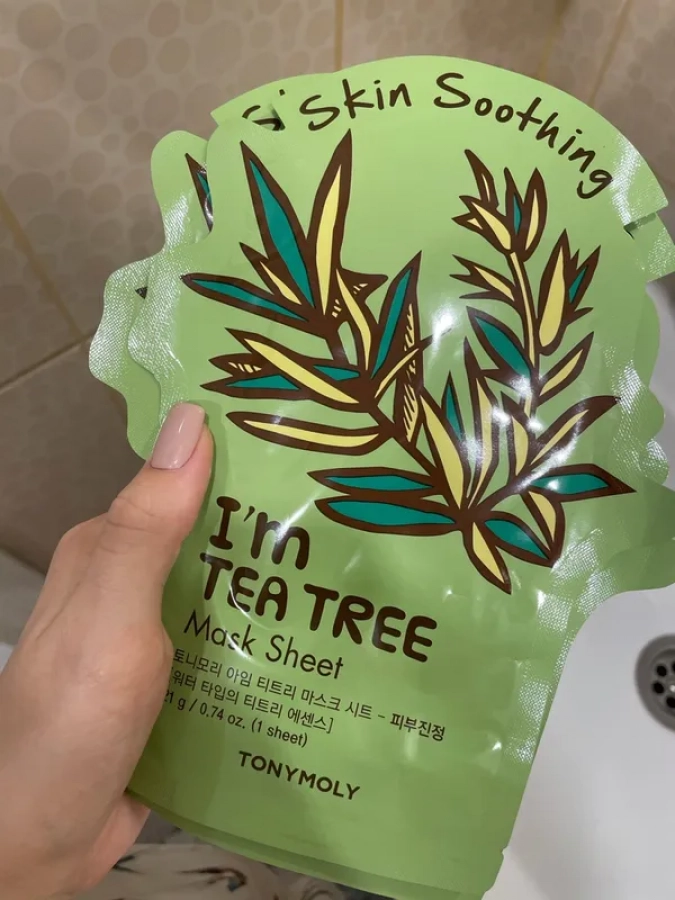 Skin Soothing
I'm
TEA TREE
Mask Sheet
토니모리 아임 티트리 마스크 시트 - 피부진정
[워터 타입의 티트리 에센스]
21 g / 0.74 oz. (1 sheet)
TONYMOLY